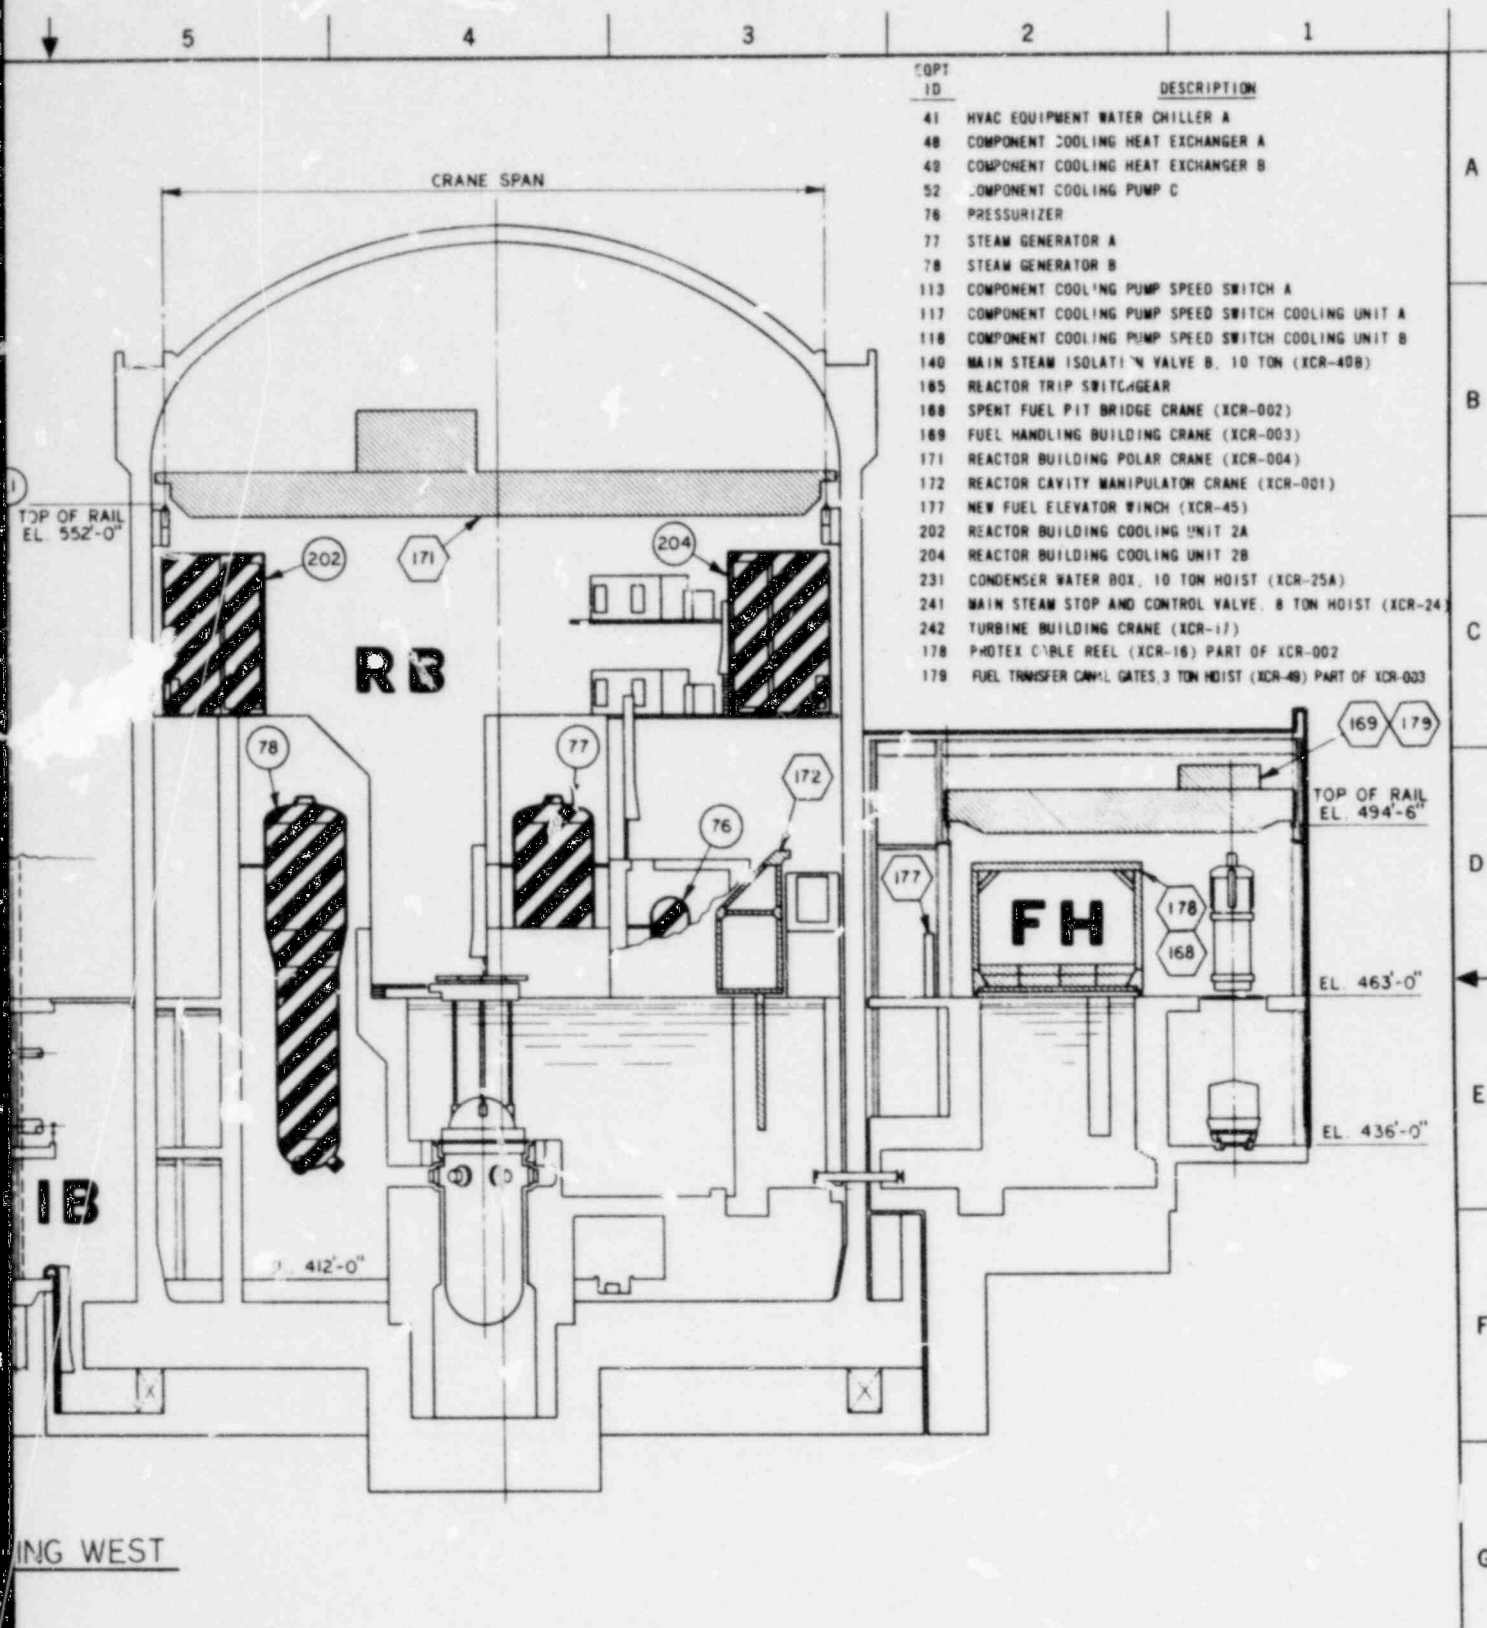 5 4 3 2 1
EQPT
ID DESCRIPTION
41 HVAC EQUIPMENT WATER CHILLER A
48 COMPONENT COOLING HEAT EXCHANGER A
49 COMPONENT COOLING HEAT EXCHANGER B
52 COMPONENT COOLING PUMP C
76 PRESSURIZER
77 STEAM GENERATOR A
78 STEAM GENERATOR B
113 COMPONENT COOLING PUMP SPEED SWITCH A
117 COMPONENT COOLING PUMP SPEED SWITCH COOLING UNIT A
118 COMPONENT COOLING PUMP SPEED SWITCH COOLING UNIT B
140 MAIN STEAM ISOLATION VALVE B, 10 TON (XCR-40B)
165 REACTOR TRIP SWITCHGEAR
168 SPENT FUEL PIT BRIDGE CRANE (XCR-002)
169 FUEL HANDLING BUILDING CRANE (XCR-003)
171 REACTOR BUILDING POLAR CRANE (XCR-004)
172 REACTOR CAVITY MANIPULATOR CRANE (XCR-001)
177 NEW FUEL ELEVATOR WINCH (XCR-45)
202 REACTOR BUILDING COOLING UNIT 2A
204 REACTOR BUILDING COOLING UNIT 2B
231 CONDENSER WATER BOX, 10 TON HOIST (XCR-25A)
241 MAIN STEAM STOP AND CONTROL VALVE, 8 TON HOIST (XCR-24)
242 TURBINE BUILDING CRANE (XCR-17)
178 PHOTEX CABLE REEL (XCR-16) PART OF XCR-002
179 FUEL TRANSFER CANAL GATES, 3 TON HOIST (XCR-49) PART OF XCR-003
A
B
C
D
E
F
G
CRANE SPAN
TOP OF RAIL
EL. 552'-0"
202
171
204
RB
78
77
172
76
169 179
TOP OF RAIL
EL. 494'-6"
177
FH
178
168
EL. 463'-0"
EL. 436'-0"
IB
412'-0"
X
X
ING WEST